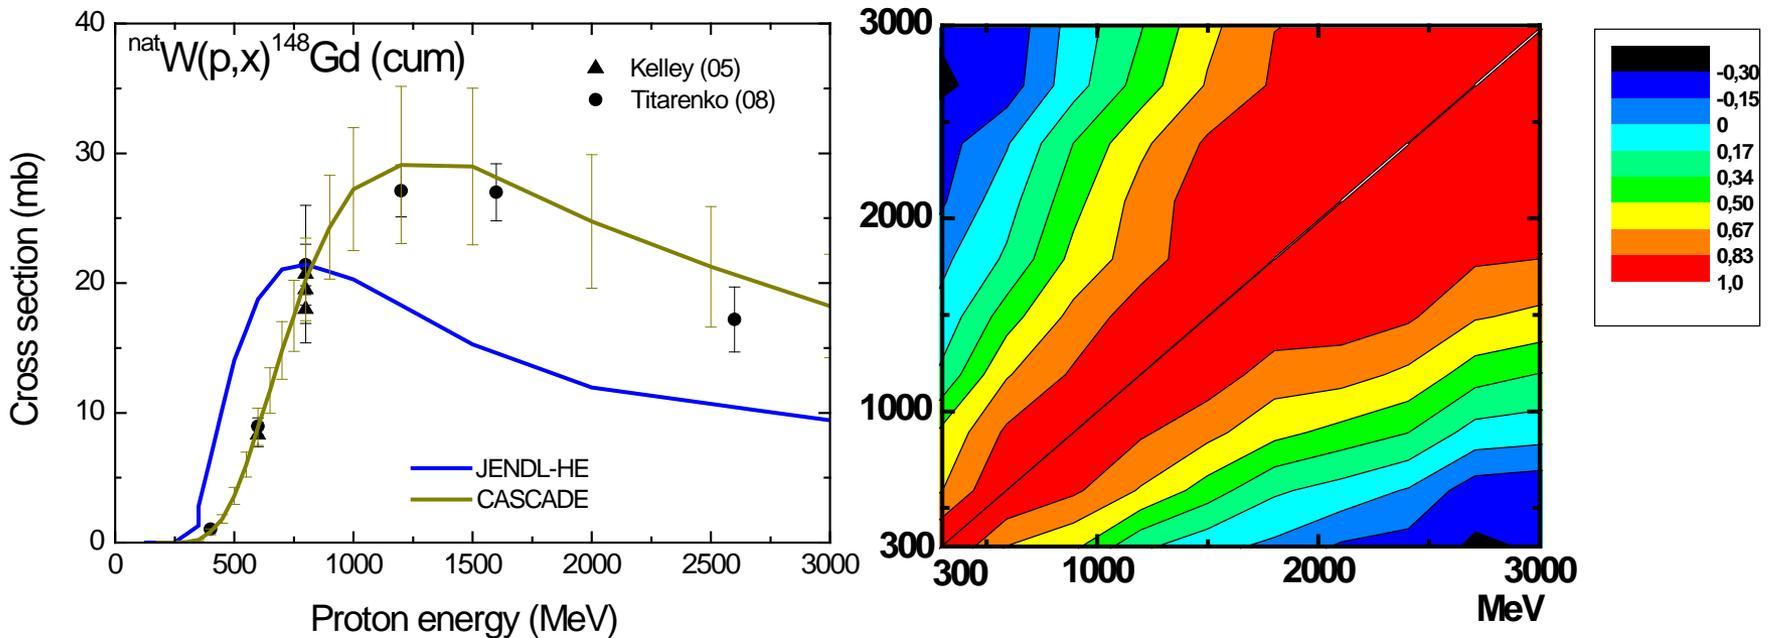 natW(p,x)148Gd (cum)
Kelley (05)
Titarenko (08)
JENDL-HE
CASCADE
40
30
20
10
0
0 500 1000 1500 2000 2500 3000
Cross section (mb)
Proton energy (MeV)
3000
2000
1000
300
300 1000 2000 3000
MeV
-0,30
-0,15
0
0,17
0,34
0,50
0,67
0,83
1,0